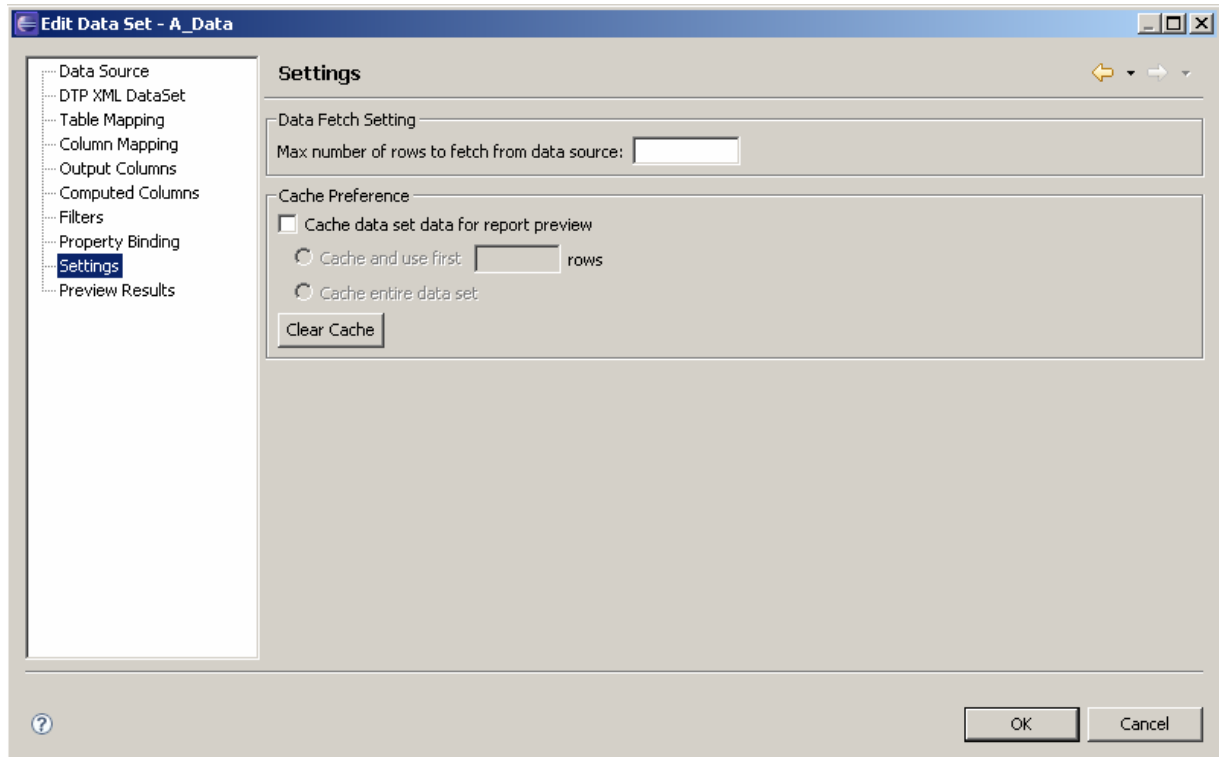 Edit Data Set - A_Data
Data Source
DTP XML DataSet
Table Mapping
Column Mapping
Output Columns
Computed Columns
Filters
Property Binding
Settings
Preview Results
Settings
Data Fetch Setting
Max number of rows to fetch from data source:
Cache Preference
Cache data set data for report preview
Cache and use first rows
Cache entire data set
Clear Cache
?
OK Cancel